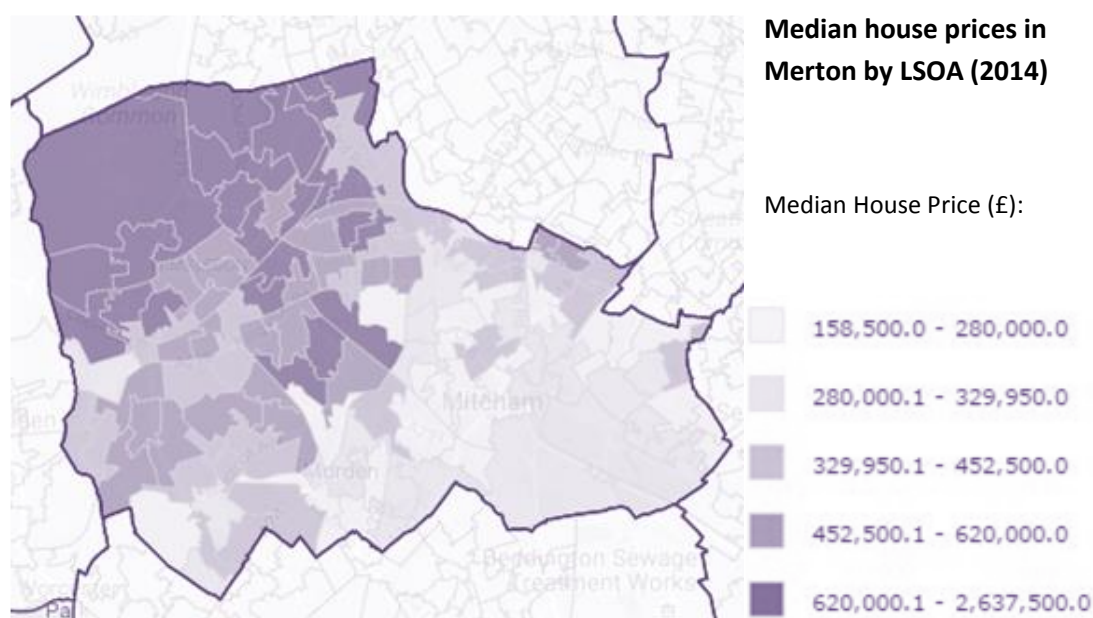 Median house prices in
Merton by LSOA (2014)
Median House Price (£):
158,500.0 - 280,000.0
280,000.1 - 329,950.0
329,950.1 - 452,500.0
452,500.1 - 620,000.0
620,000.1 - 2,637,500.0
Common
Mitcham
Morden
Beddington Sewage
Treatment Works
Pa